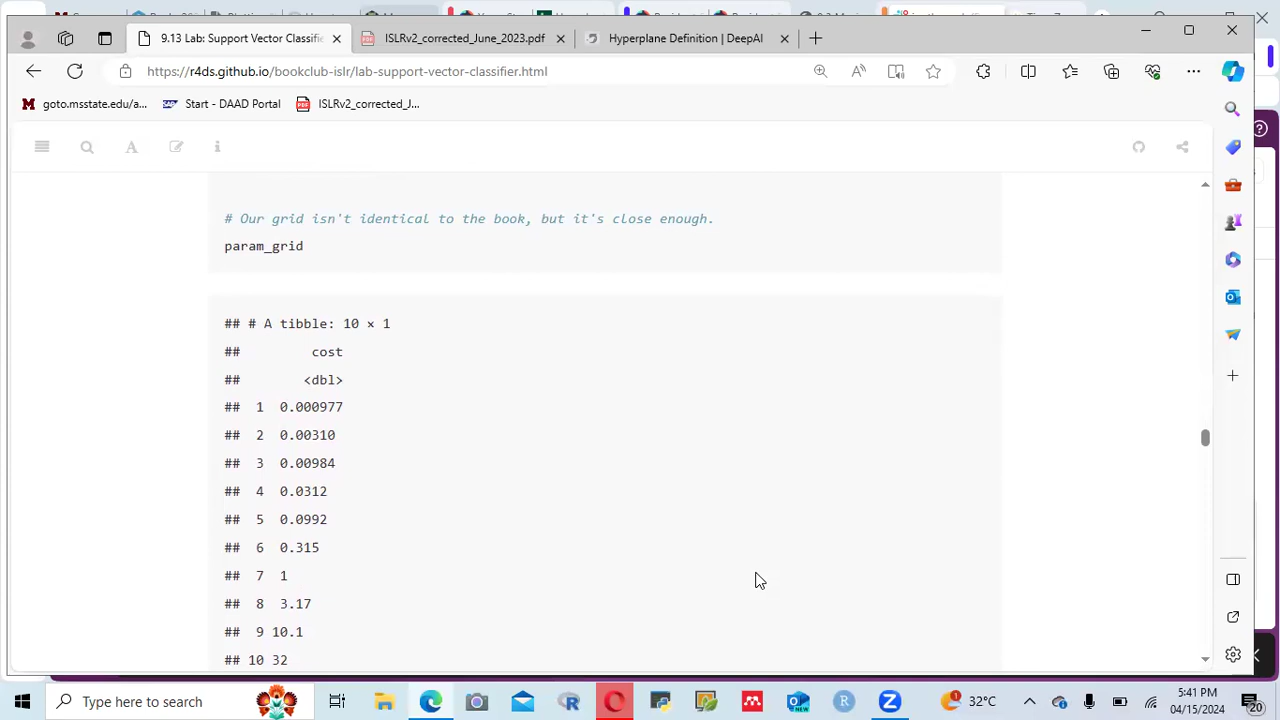 9.13 Lab: Support Vector Classifi
ISLRv2_corrected_June_2023.pdf
Hyperplane Definition | DeepAI
https://r4ds.github.io/bookclub-islr/lab-support-vector-classifier.html
goto.msstate.edu/a...
Start - DAAD Portal
ISLRv2_corrected_J...
# Our grid isn't identical to the book, but it's close enough.
param_grid
## # A tibble: 10 × 1
## cost
## <dbl>
## 1 0.000977
## 2 0.00310
## 3 0.00984
## 4 0.0312
## 5 0.0992
## 6 0.315
## 7 1
## 8 3.17
## 9 10.1
## 10 32
Type here to search
32°C
5:41 PM
04/15/2024
20